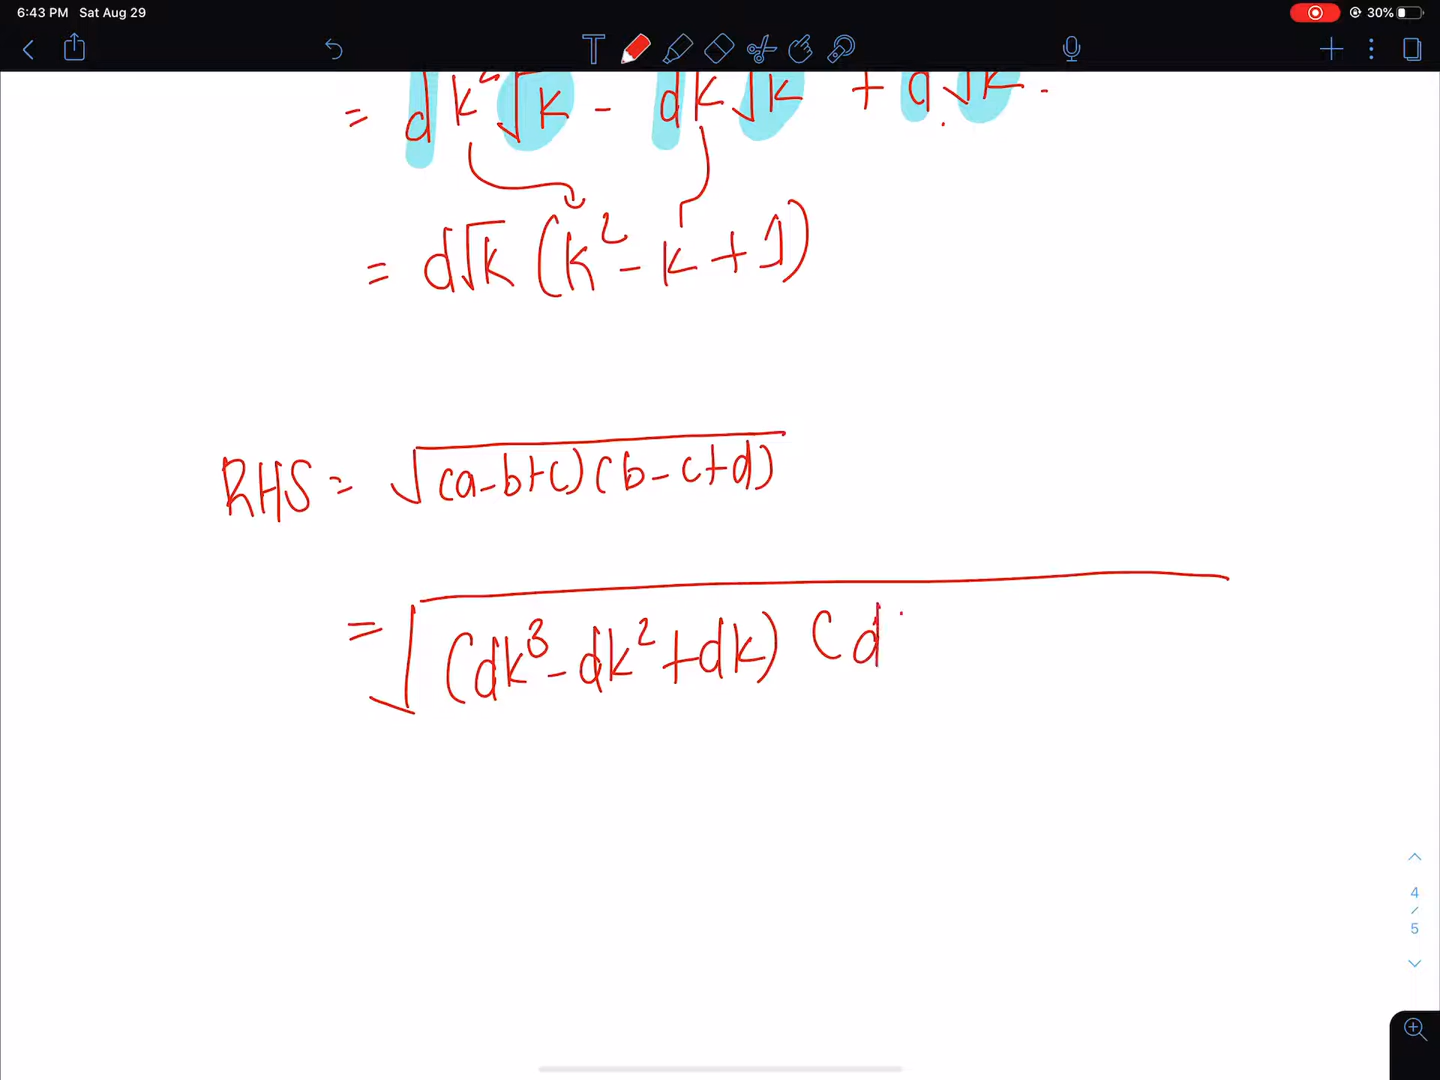 6:43 PM Sat Aug 29 30%
T
= dk²√k - dk√k + d√k.
= d√k (k² - k + 1)
RHS = √(a-b+c)(b-c+d)
= √(dk³ - dk² + dk) (d
4
/
5